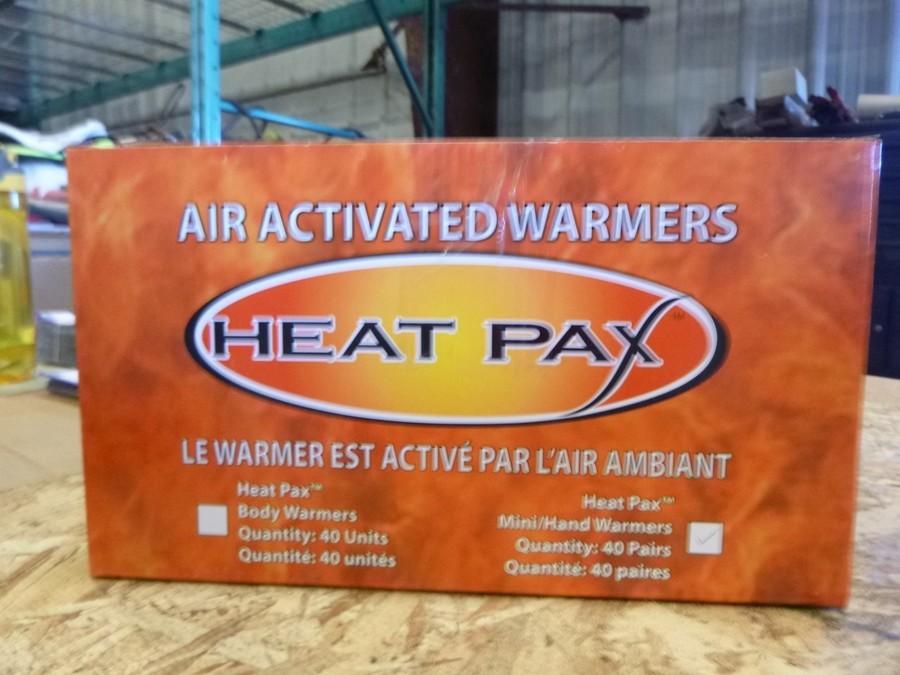 AIR ACTIVATED WARMERS
HEAT PAX™
LE WARMER EST ACTIVÉ PAR L'AIR AMBIANT
Heat Pax™
Body Warmers
Quantity: 40 Units
Quantité: 40 unités
Heat Pax™
Mini/Hand Warmers
Quantity: 40 Pairs
Quantité: 40 paires